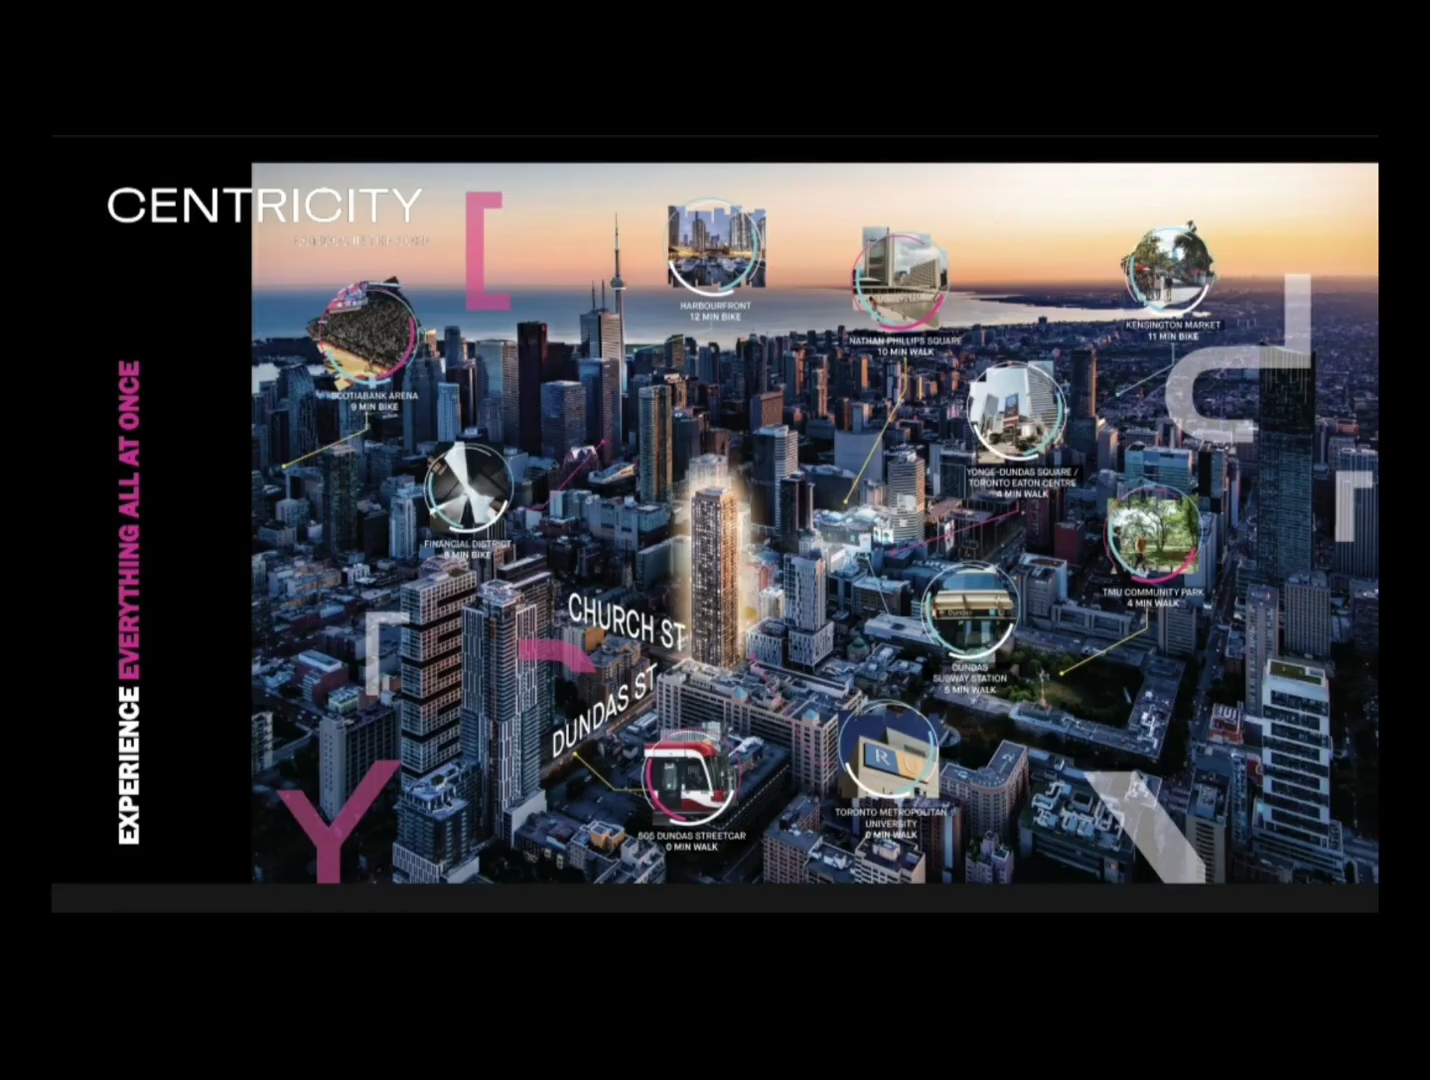 CENTRICITY
EXPERIENCE EVERYTHING ALL AT ONCE
HARBOURFRONT
12 MIN BIKE
NATHAN PHILLIPS SQUARE
10 MIN WALK
KENSINGTON MARKET
11 MIN BIKE
SCOTIABANK ARENA
9 MIN BIKE
YONGE-DUNDAS SQUARE /
TORONTO EATON CENTRE
4 MIN WALK
FINANCIAL DISTRICT
8 MIN BIKE
TMU COMMUNITY PARK
4 MIN WALK
CHURCH ST
DUNDAS ST
Dundas
DUNDAS
SUBWAY STATION
5 MIN WALK
R U
TORONTO METROPOLITAN
UNIVERSITY
0 MIN WALK
505 DUNDAS STREETCAR
0 MIN WALK
Y